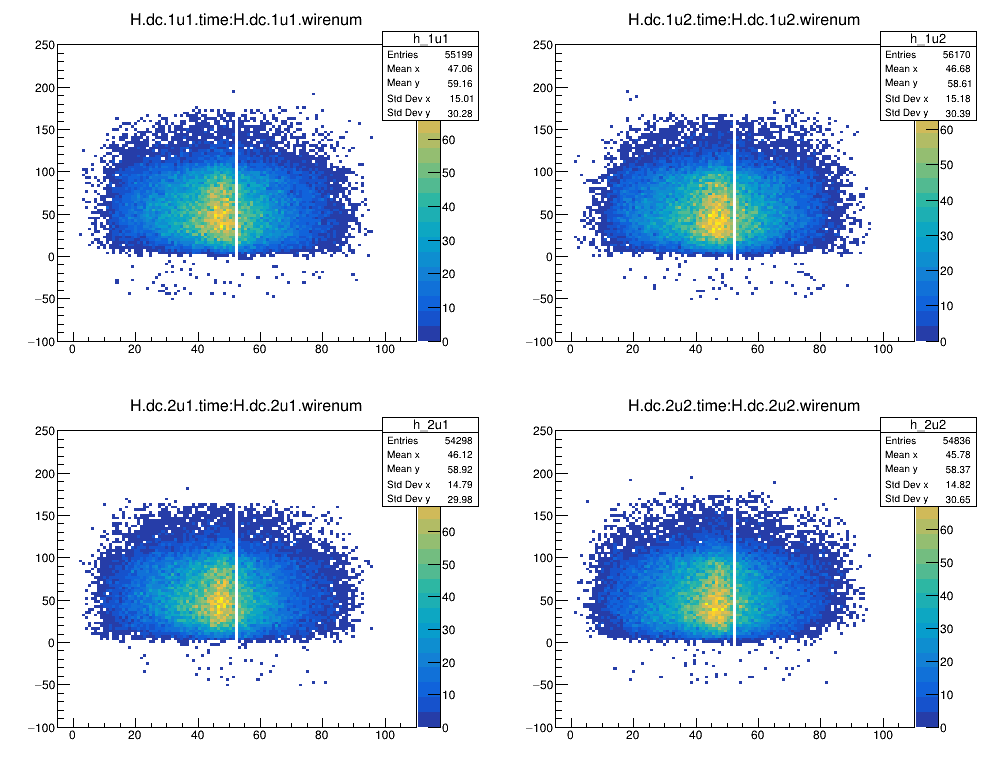 H.dc.1u1.time:H.dc.1u1.wirenum
h_1u1
Entries 55199
Mean x 47.06
Mean y 59.16
Std Dev x 15.01
Std Dev y 30.28
250
200
150
100
50
0
−50
−100
0 20 40 60 80 100
60
50
40
30
20
10
0
H.dc.1u2.time:H.dc.1u2.wirenum
h_1u2
Entries 56170
Mean x 46.68
Mean y 58.61
Std Dev x 15.18
Std Dev y 30.39
250
200
150
100
50
0
−50
−100
0 20 40 60 80 100
60
50
40
30
20
10
0
H.dc.2u1.time:H.dc.2u1.wirenum
h_2u1
Entries 54298
Mean x 46.12
Mean y 58.92
Std Dev x 14.79
Std Dev y 29.98
250
200
150
100
50
0
−50
−100
0 20 40 60 80 100
60
50
40
30
20
10
0
H.dc.2u2.time:H.dc.2u2.wirenum
h_2u2
Entries 54836
Mean x 45.78
Mean y 58.37
Std Dev x 14.82
Std Dev y 30.65
250
200
150
100
50
0
−50
−100
0 20 40 60 80 100
60
50
40
30
20
10
0